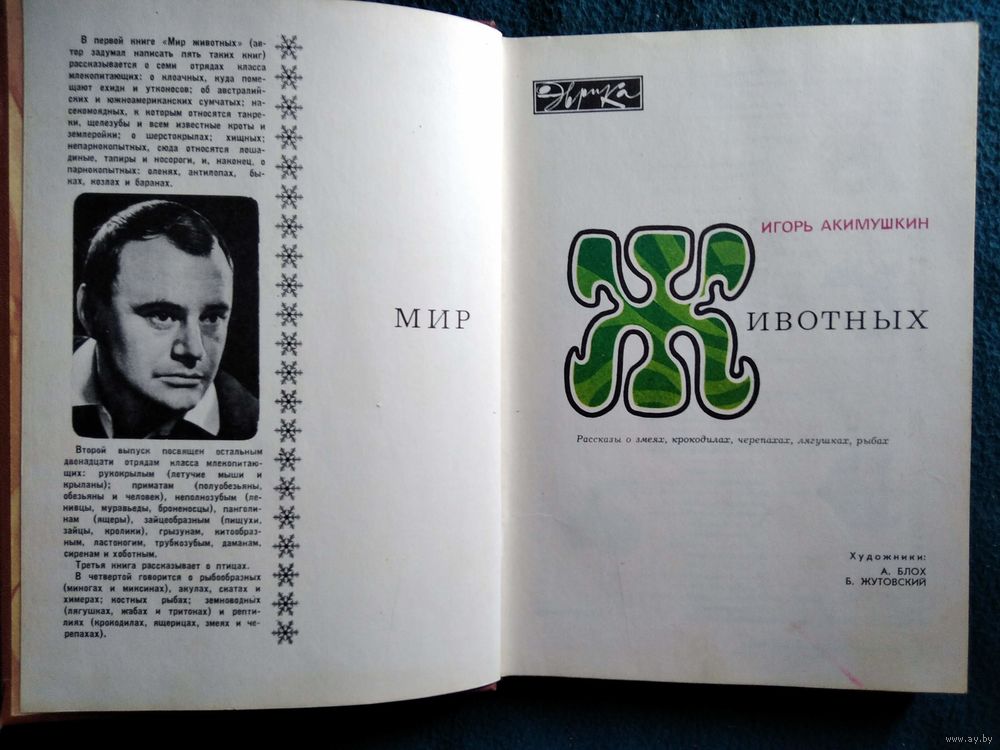 В первой книге «Мир животных» (ав-
тор задумал написать пять таких книг)
рассказывается о семи отрядах класса
млекопитающих: о клоачных, куда поме-
щают ехидн и утконосов; об австралий-
ских и южноамериканских сумчатых; на-
секомоядных, к которым относятся танре-
ки, щелезубы и всем известные кроты и
землеройки; о шерстокрылах; хищных;
непарнокопытных, сюда относятся лоша-
диные, тапиры и носороги, и, наконец, о
парнокопытных: оленях, антилопах, бы-
ках, козлах и баранах.
Второй выпуск посвящен остальным
двенадцати отрядам класса млекопитаю-
щих: рукокрылым (летучие мыши и
крыланы); приматам (полуобезьяны,
обезьяны и человек), неполнозубым (ле-
нивцы, муравьеды, броненосцы), панголи-
нам (ящеры), зайцеобразным (пищухи,
зайцы, кролики), грызунам, китообраз-
ным, ластоногим, трубкозубым, даманам,
сиренам и хоботным.
Третья книга рассказывает о птицах.
В четвертой говорится о рыбообразных
(миногах и миксинах), акулах, скатах и
химерах; костных рыбах; земноводных
(лягушках, жабах и тритонах) и репти-
лиях (крокодилах, ящерицах, змеях и че-
репахах).
МИР
Эврика
ИГОРЬ АКИМУШКИН
ЖИВОТНЫХ
Рассказы о змеях, крокодилах, черепахах, лягушках, рыбах
Художники:
А. БЛОХ
Б. ЖУТОВСКИЙ
www.ay.by